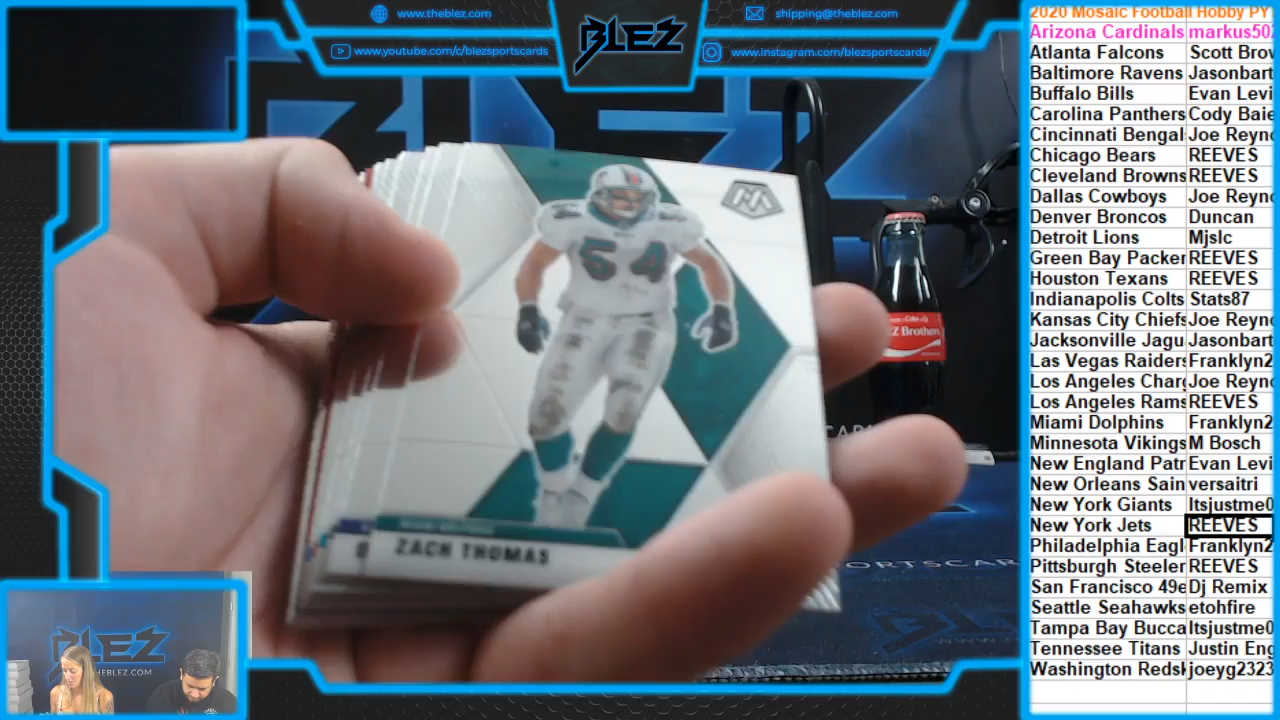 www.theblez.com
www.youtube.com/c/blezsportscards
BLEZ
shipping@theblez.com
www.instagram.com/blezsportscards/
2020 Mosaic Football Hobby PY
Arizona Cardinals markus502
Atlanta Falcons Scott Brov
Baltimore Ravens Jasonbart
Buffalo Bills Evan Levi
Carolina Panthers Cody Baie
Cincinnati Bengal Joe Reyno
Chicago Bears REEVES
Cleveland Browns REEVES
Dallas Cowboys Joe Reyno
Denver Broncos Duncan
Detroit Lions Mjslc
Green Bay Packer REEVES
Houston Texans REEVES
Indianapolis Colts Stats87
Kansas City Chiefs Joe Reyno
Jacksonville Jagu Jasonbart
Las Vegas Raiders Franklyn2
Los Angeles Charg Joe Reyno
Los Angeles Rams REEVES
Miami Dolphins Franklyn2
Minnesota Vikings M Bosch
New England Patr Evan Levi
New Orleans Sain versaitri
New York Giants Itsjustme0
New York Jets REEVES
Philadelphia Eagl Franklyn2
Pittsburgh Steeler REEVES
San Francisco 49e Dj Remix
Seattle Seahawks etohfire
Tampa Bay Bucca Itsjustme0
Tennessee Titans Justin Eng
Washington Redsk joeyg2323
54
54
ZACH THOMAS
Z Brothers
BLEZ
THEBLEZ.COM